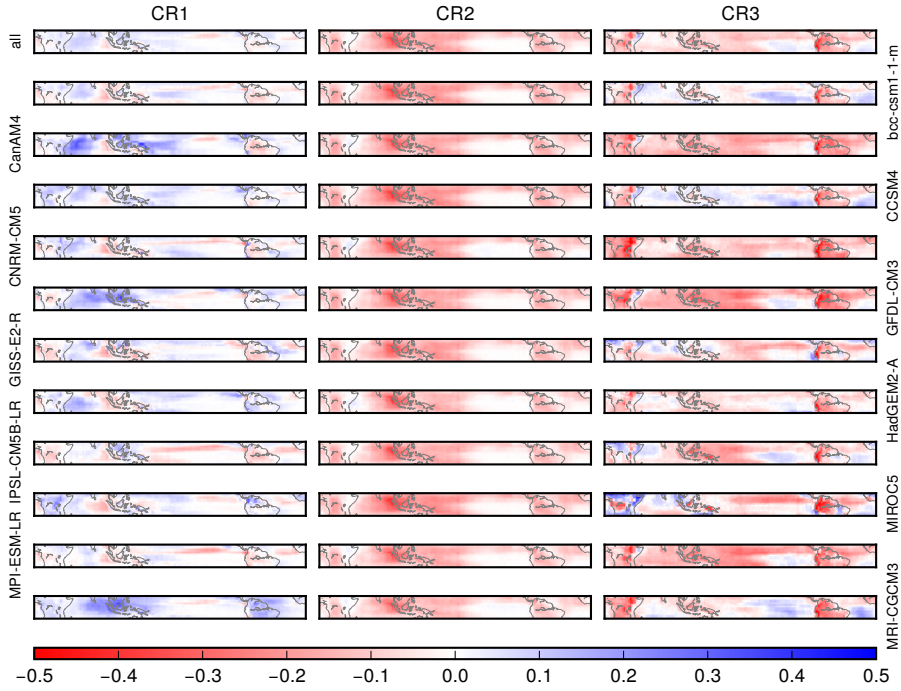 CR1 CR2 CR3
all
bcc-csm1-1-m
CanAM4
CCSM4
CNRM-CM5
GFDL-CM3
GISS-E2-R
HadGEM2-A
IPSL-CM5B-LR
MIROC5
MPI-ESM-LR
MRI-CGCM3
−0.5 −0.4 −0.3 −0.2 −0.1 0.0 0.1 0.2 0.3 0.4 0.5